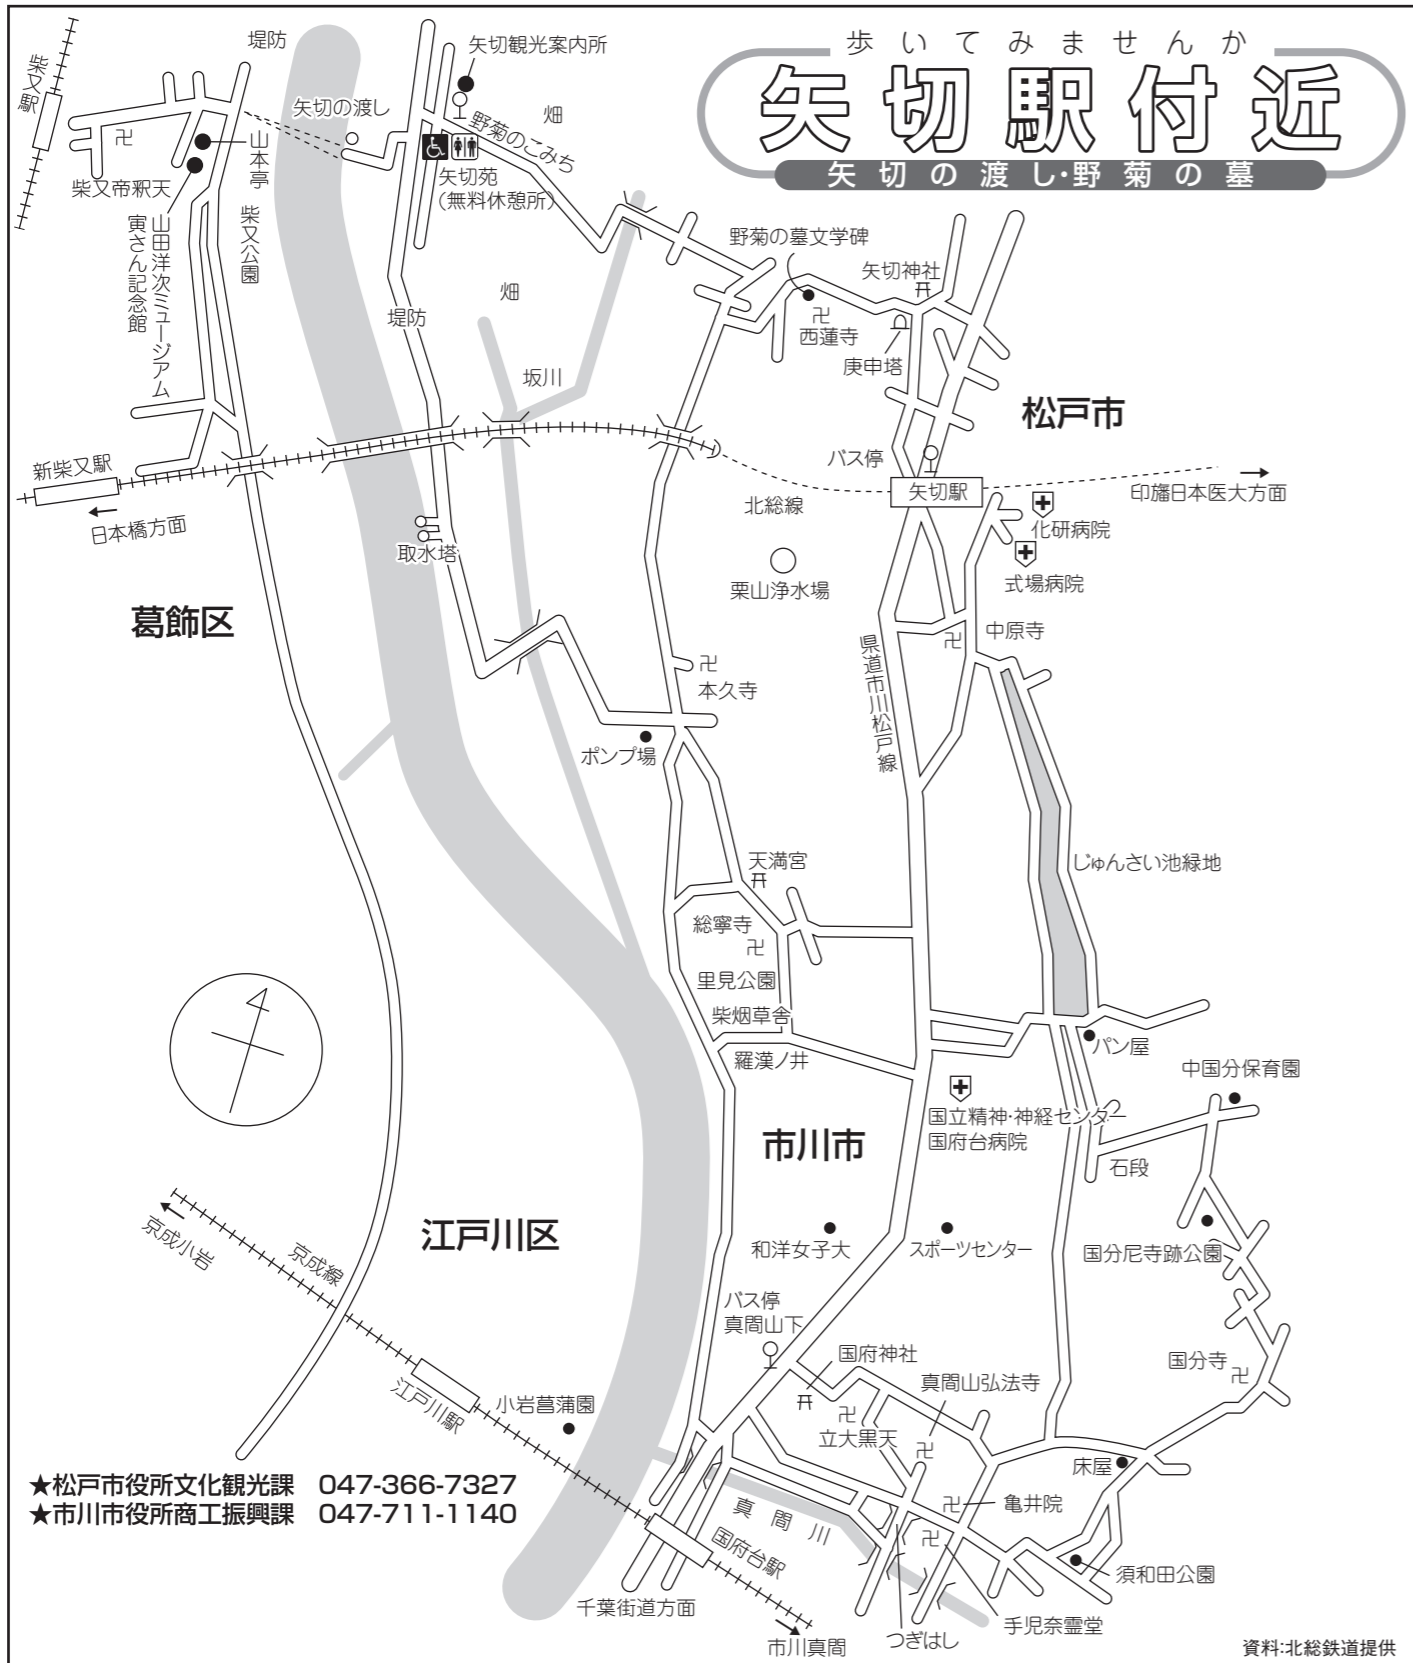 歩いてみませんか
矢切駅付近
矢切の渡し・野菊の墓
柴又駅
堤防
矢切観光案内所
矢切の渡し
野菊のこみち
畑
山本亭
柴又帝釈天
矢切苑
(無料休憩所)
柴又公園
山田洋次ミュージアム
寅さん記念館
野菊の墓文学碑
矢切神社
畑
堤防
西蓮寺
庚申塔
坂川
松戸市
新柴又駅
日本橋方面
バス停
矢切駅
印旛日本医大方面
北総線
化研病院
取水塔
栗山浄水場
式場病院
葛飾区
中原寺
県道市川松戸線
本久寺
ポンプ場
天満宮
じゅんさい池緑地
総寧寺
里見公園
柴烟草舎
羅漢ノ井
パン屋
中国分保育園
国立精神・神経センター
国府台病院
市川市
石段
江戸川区
和洋女子大
スポーツセンター
国分尼寺跡公園
京成小岩
京成線
バス停
真間山下
国府神社
国分寺
真間山弘法寺
江戸川駅
小岩菖蒲園
立大黒天
床屋
★松戸市役所文化観光課 047-366-7327
★市川市役所商工振興課 047-711-1140
真間川
亀井院
国府台駅
須和田公園
千葉街道方面
手児奈霊堂
つぎはし
市川真間
資料:北総鉄道提供